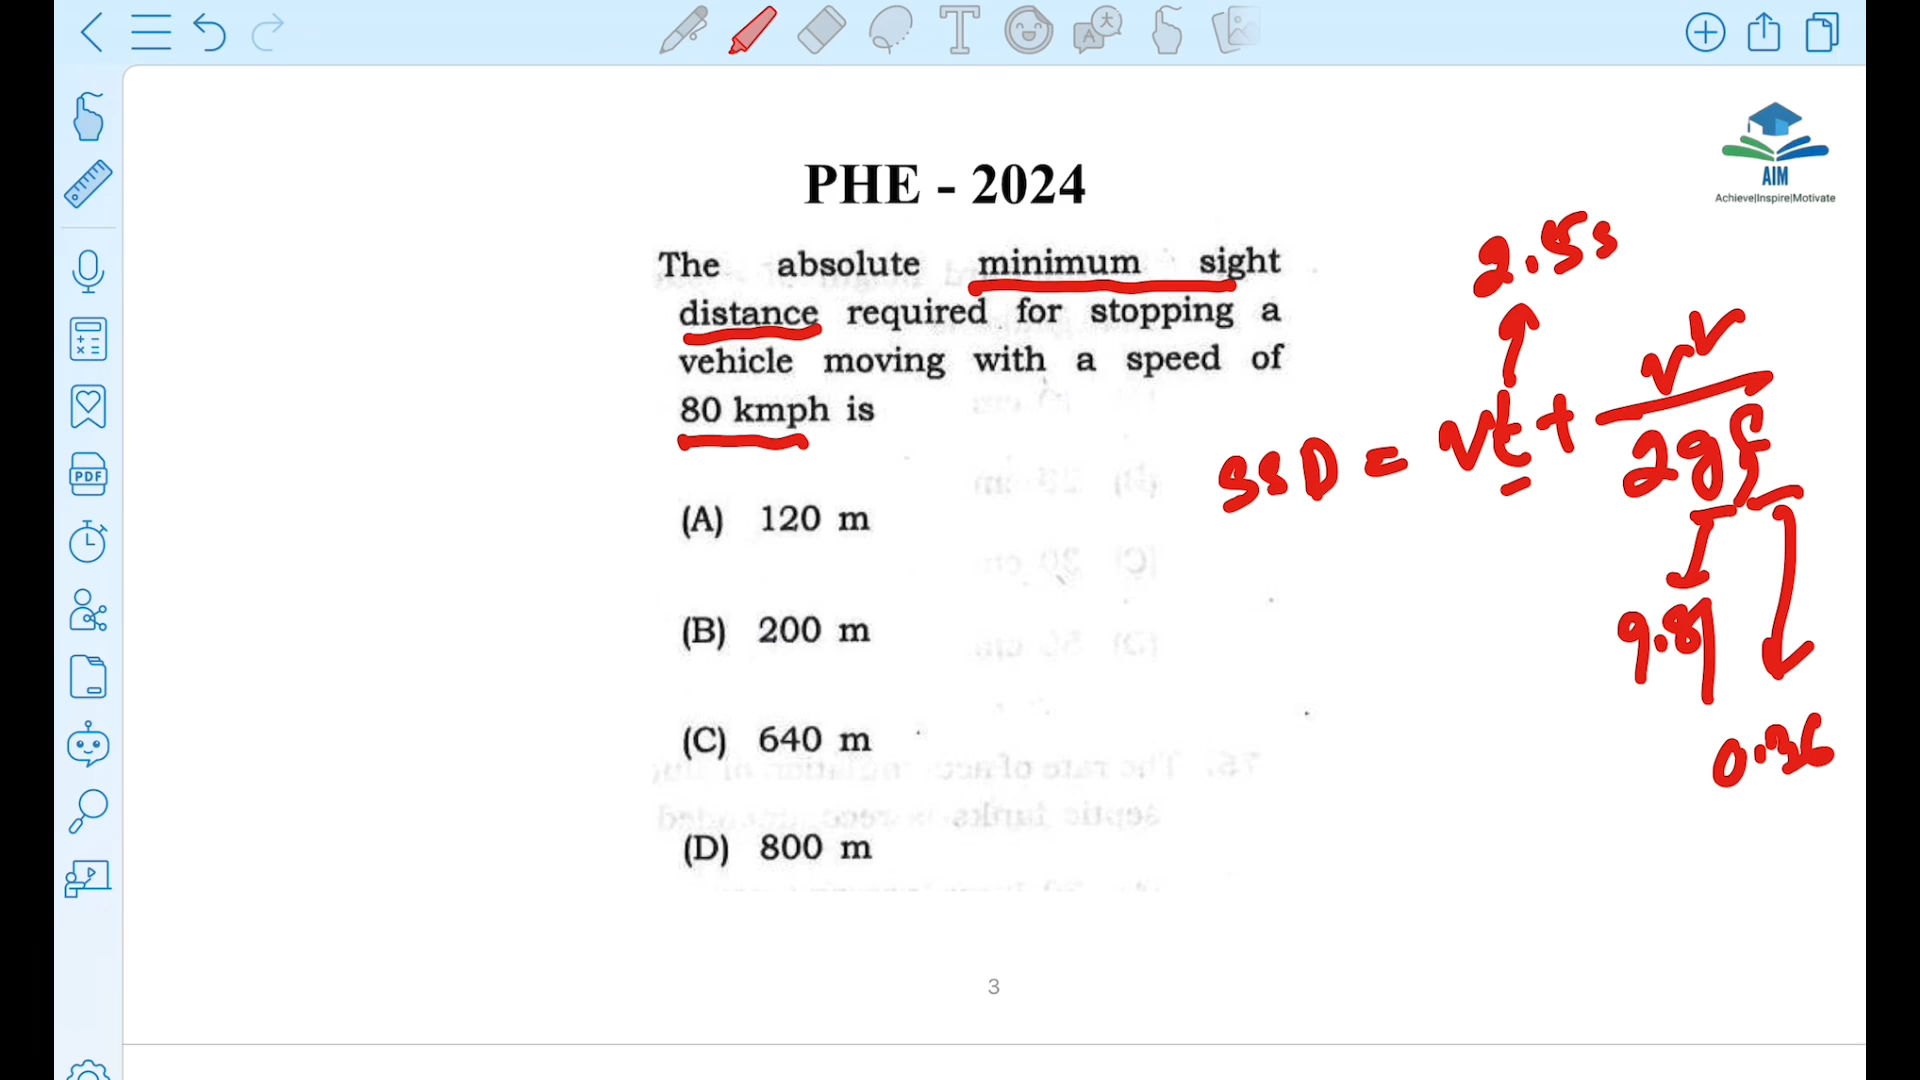 PDF
AIM
Achieve|Inspire|Motivate
PHE - 2024
The absolute minimum sight
distance required for stopping a
vehicle moving with a speed of
80 kmph is
(A) 120 m
(B) 200 m
(C) 640 m
(D) 800 m
2.5s
SSD = vt + v²/2gf
9.81
0.36
3